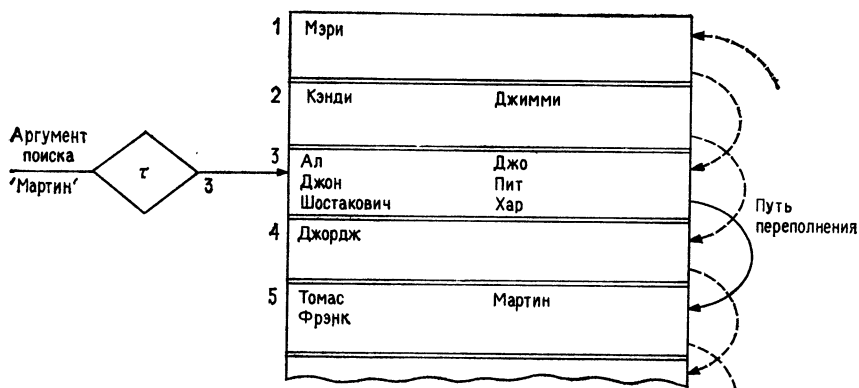 1 Мэри
2 Кэнди Джимми
Аргумент
поиска
'Мартин'
τ
3
3 Ал Джо
Джон Пит
Шостакович Хар
Путь
переполнения
4 Джордж
5 Томас Мартин
Фрэнк